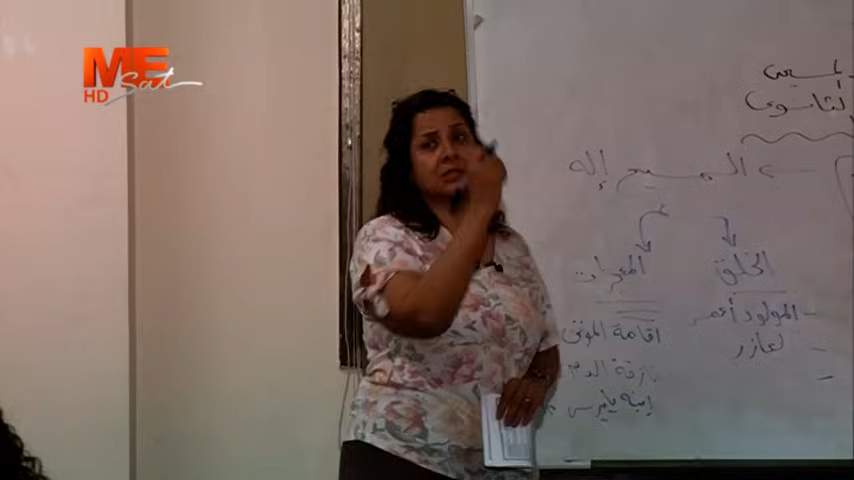 ME
Sat
HD
المسيح إله
المعجزات
الخلق
اقامة الموتى
المولود أعمى
لعازر
نازفة الدم
إبنة يايرس